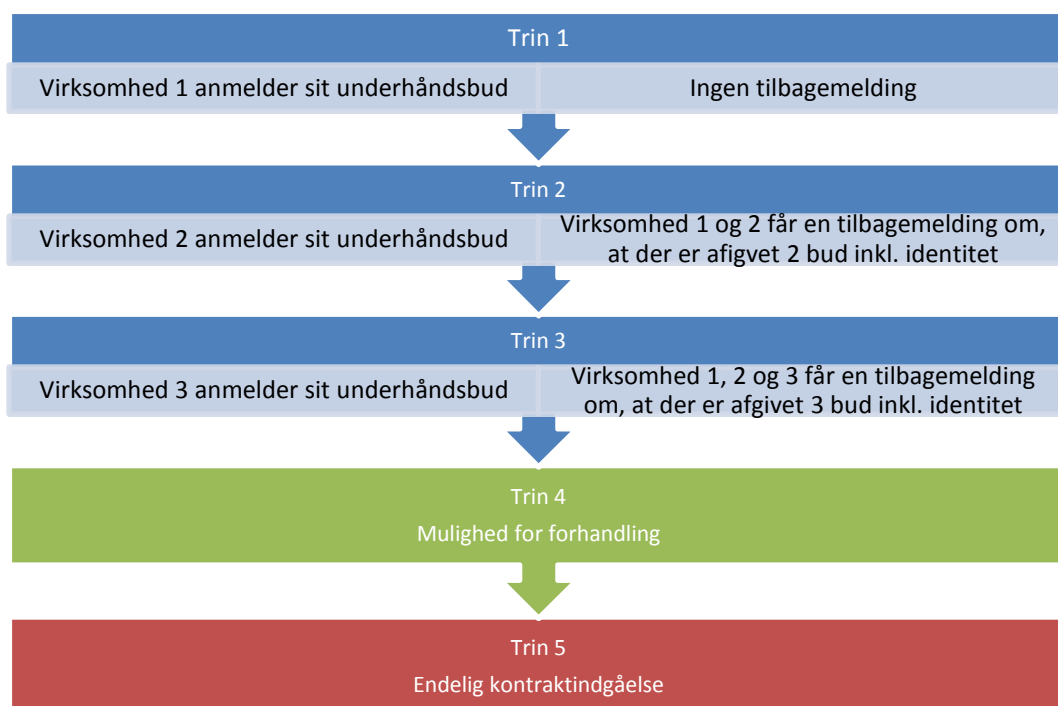 Trin 1
Virksomhed 1 anmelder sit underhåndsbud
Ingen tilbagemelding
Trin 2
Virksomhed 2 anmelder sit underhåndsbud
Virksomhed 1 og 2 får en tilbagemelding om,
at der er afigvet 2 bud inkl. identitet
Trin 3
Virksomhed 3 anmelder sit underhåndsbud
Virksomhed 1, 2 og 3 får en tilbagemelding
om, at der er afgivet 3 bud inkl. identitet
Trin 4
Mulighed for forhandling
Trin 5
Endelig kontraktindgåelse